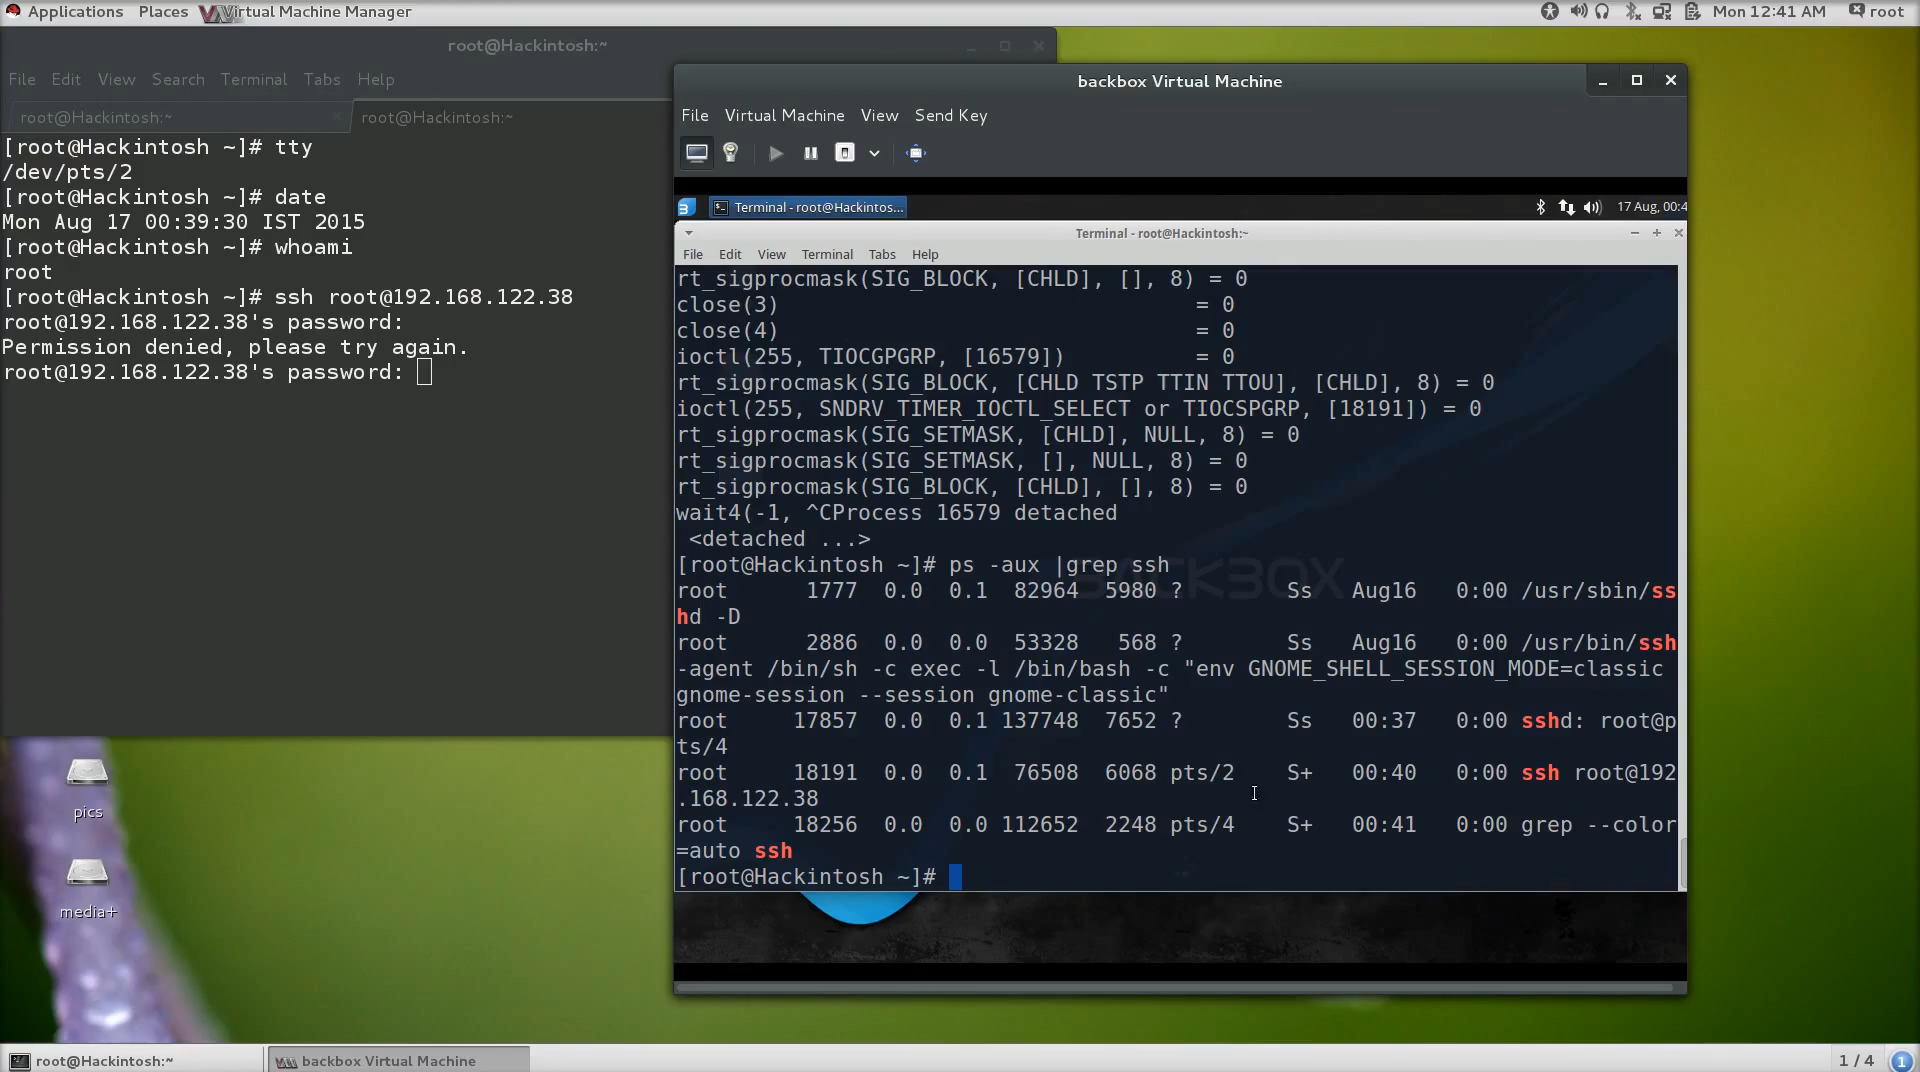 Applications Places Virtual Machine Manager Mon 12:41 AM root
root@Hackintosh:~
File Edit View Search Terminal Tabs Help
root@Hackintosh:~ root@Hackintosh:~
[root@Hackintosh ~]# tty
/dev/pts/2
[root@Hackintosh ~]# date
Mon Aug 17 00:39:30 IST 2015
[root@Hackintosh ~]# whoami
root
[root@Hackintosh ~]# ssh root@192.168.122.38
root@192.168.122.38's password:
Permission denied, please try again.
root@192.168.122.38's password:
backbox Virtual Machine
File Virtual Machine View Send Key
Terminal - root@Hackintos... 17 Aug, 00:4
Terminal - root@Hackintosh:~
File Edit View Terminal Tabs Help
rt_sigprocmask(SIG_BLOCK, [CHLD], [], 8) = 0
close(3)                                = 0
close(4)                                = 0
ioctl(255, TIOCGPGRP, [16579])          = 0
rt_sigprocmask(SIG_BLOCK, [CHLD TSTP TTIN TTOU], [CHLD], 8) = 0
ioctl(255, SNDRV_TIMER_IOCTL_SELECT or TIOCSPGRP, [18191]) = 0
rt_sigprocmask(SIG_SETMASK, [CHLD], NULL, 8) = 0
rt_sigprocmask(SIG_SETMASK, [], NULL, 8) = 0
rt_sigprocmask(SIG_BLOCK, [CHLD], [], 8) = 0
wait4(-1, ^CProcess 16579 detached
 <detached ...>
[root@Hackintosh ~]# ps -aux |grep ssh
root      1777  0.0  0.1  82964  5980 ?        Ss   Aug16   0:00 /usr/sbin/ss
hd -D
root      2886  0.0  0.0  53328   568 ?        Ss   Aug16   0:00 /usr/bin/ssh
-agent /bin/sh -c exec -l /bin/bash -c "env GNOME_SHELL_SESSION_MODE=classic
gnome-session --session gnome-classic"
root     17857  0.0  0.1 137748  7652 ?        Ss   00:37   0:00 sshd: root@p
ts/4
root     18191  0.0  0.1  76508  6068 pts/2    S+   00:40   0:00 ssh root@192
.168.122.38
root     18256  0.0  0.0 112652  2248 pts/4    S+   00:41   0:00 grep --color
=auto ssh
[root@Hackintosh ~]#
BACKBOX
pics
media+
root@Hackintosh:~ backbox Virtual Machine 1 / 4 1